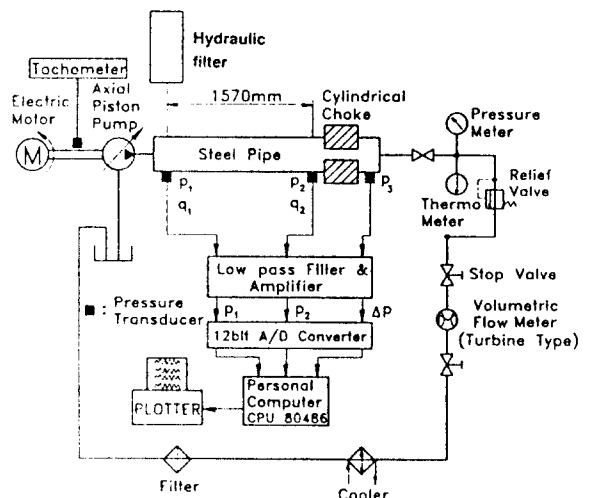 Hydraulic
filter
Tachometer
Electric
Motor
Axial
Piston
Pump
1570mm
Cylindrical
Choke
Pressure
Meter
M
Steel Pipe
P1
q1
P2
q2
P3
Thermo
Meter
Relief
Valve
Low pass Filler &
Amplifier
Stop Valve
■ : Pressure
Transducer
P1
P2
ΔP
12bit A/D Converter
Volumetric
Flow Meter
(Turbine Type)
PLOTTER
Personal
Computer
CPU 80486
Filter
Cooler